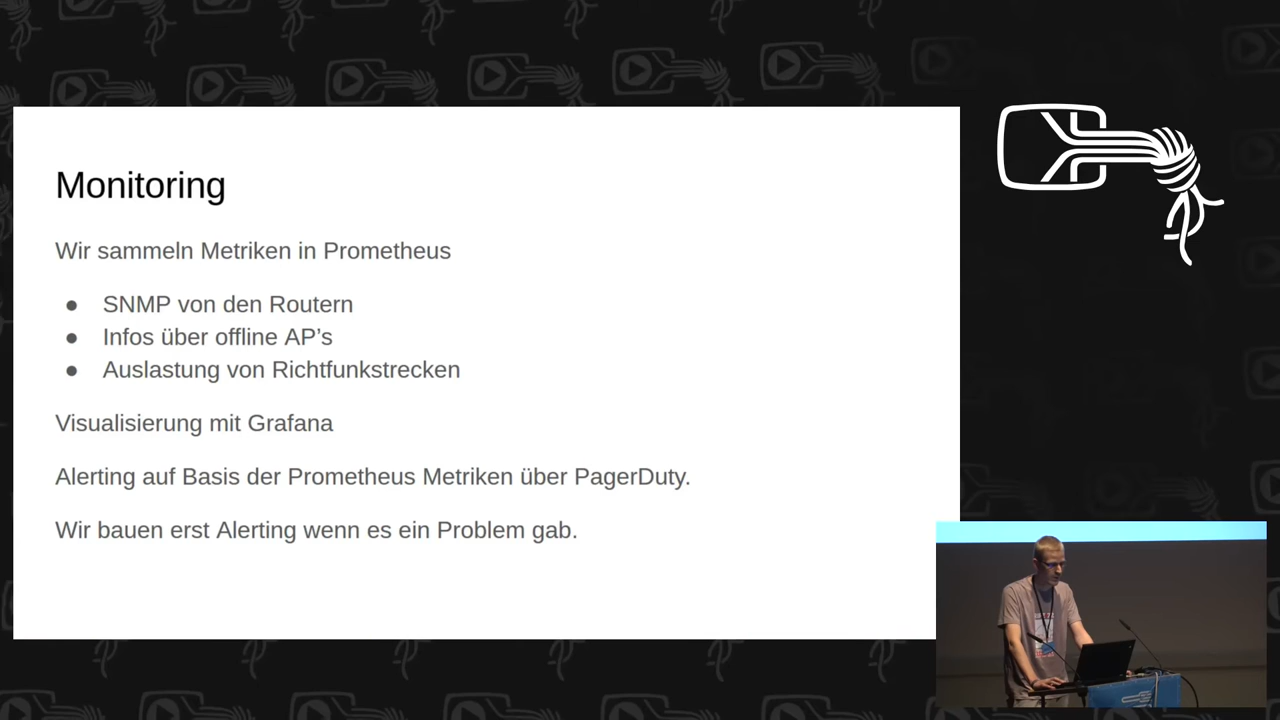 Monitoring
Wir sammeln Metriken in Prometheus
● SNMP von den Routern
● Infos über offline AP’s
● Auslastung von Richtfunkstrecken
Visualisierung mit Grafana
Alerting auf Basis der Prometheus Metriken über PagerDuty.
Wir bauen erst Alerting wenn es ein Problem gab.